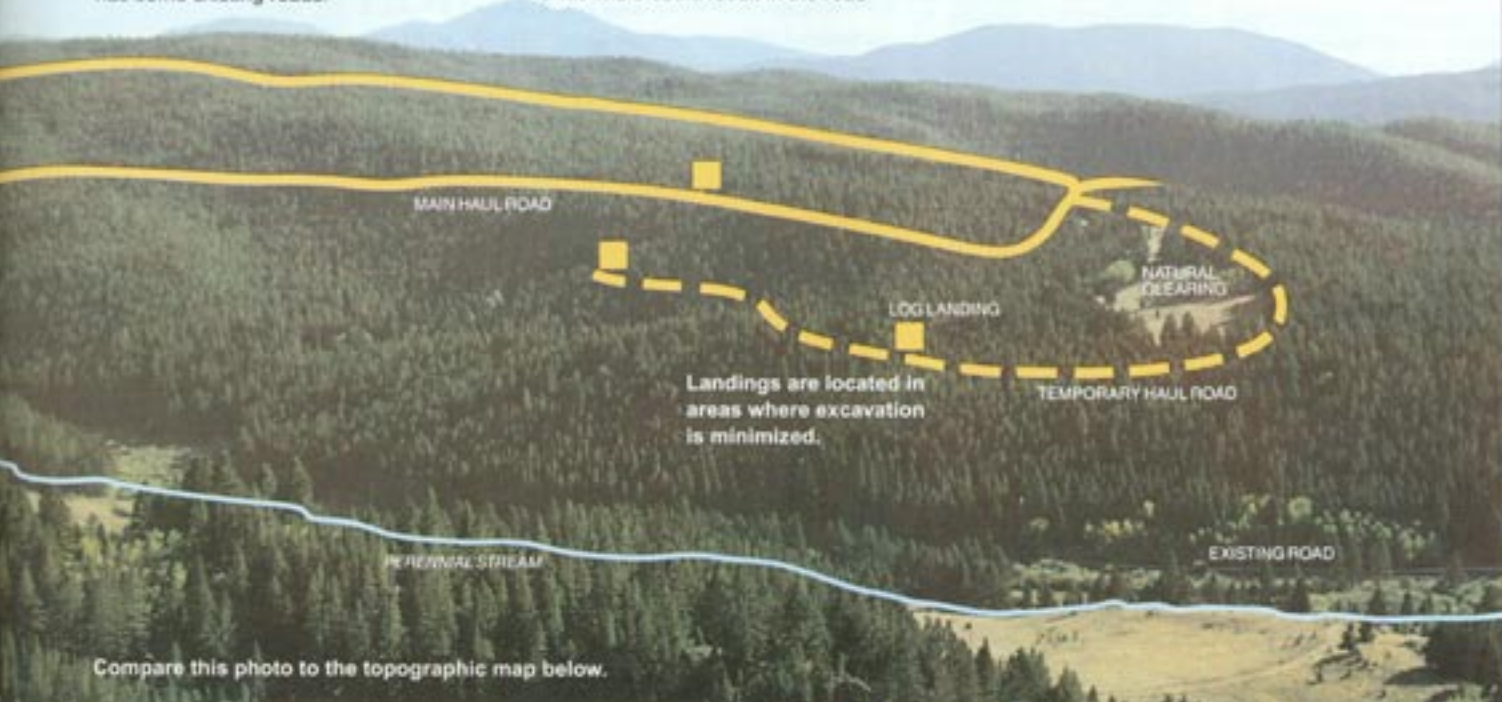 MAIN HAUL ROAD
NATURAL
CLEARING
LOG LANDING
Landings are located in
areas where excavation
is minimized.
TEMPORARY HAUL ROAD
PERENNIAL STREAM
EXISTING ROAD
Compare this photo to the topographic map below.